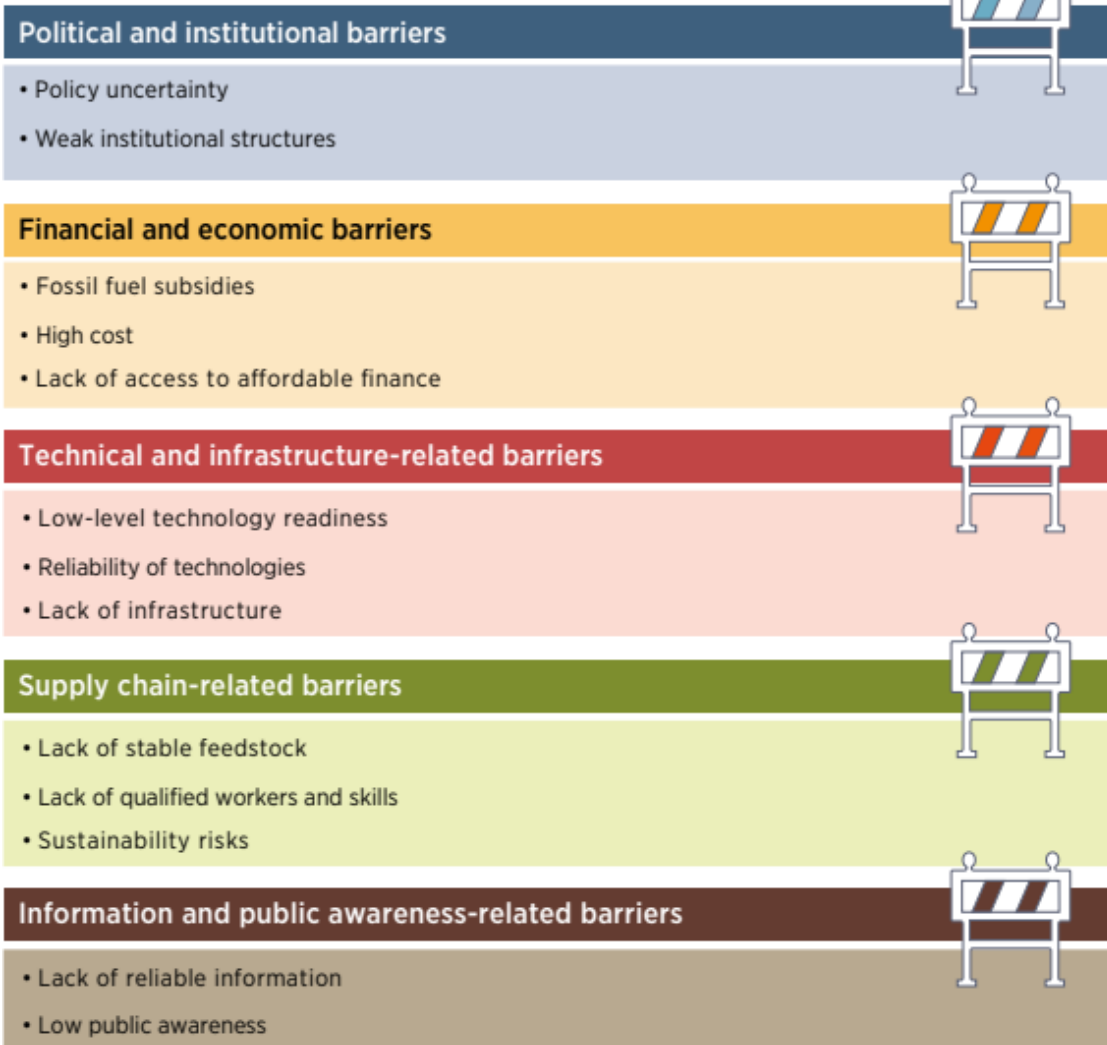 Political and institutional barriers
• Policy uncertainty
• Weak institutional structures
Financial and economic barriers
• Fossil fuel subsidies
• High cost
• Lack of access to affordable finance
Technical and infrastructure-related barriers
• Low-level technology readiness
• Reliability of technologies
• Lack of infrastructure
Supply chain-related barriers
• Lack of stable feedstock
• Lack of qualified workers and skills
• Sustainability risks
Information and public awareness-related barriers
• Lack of reliable information
• Low public awareness